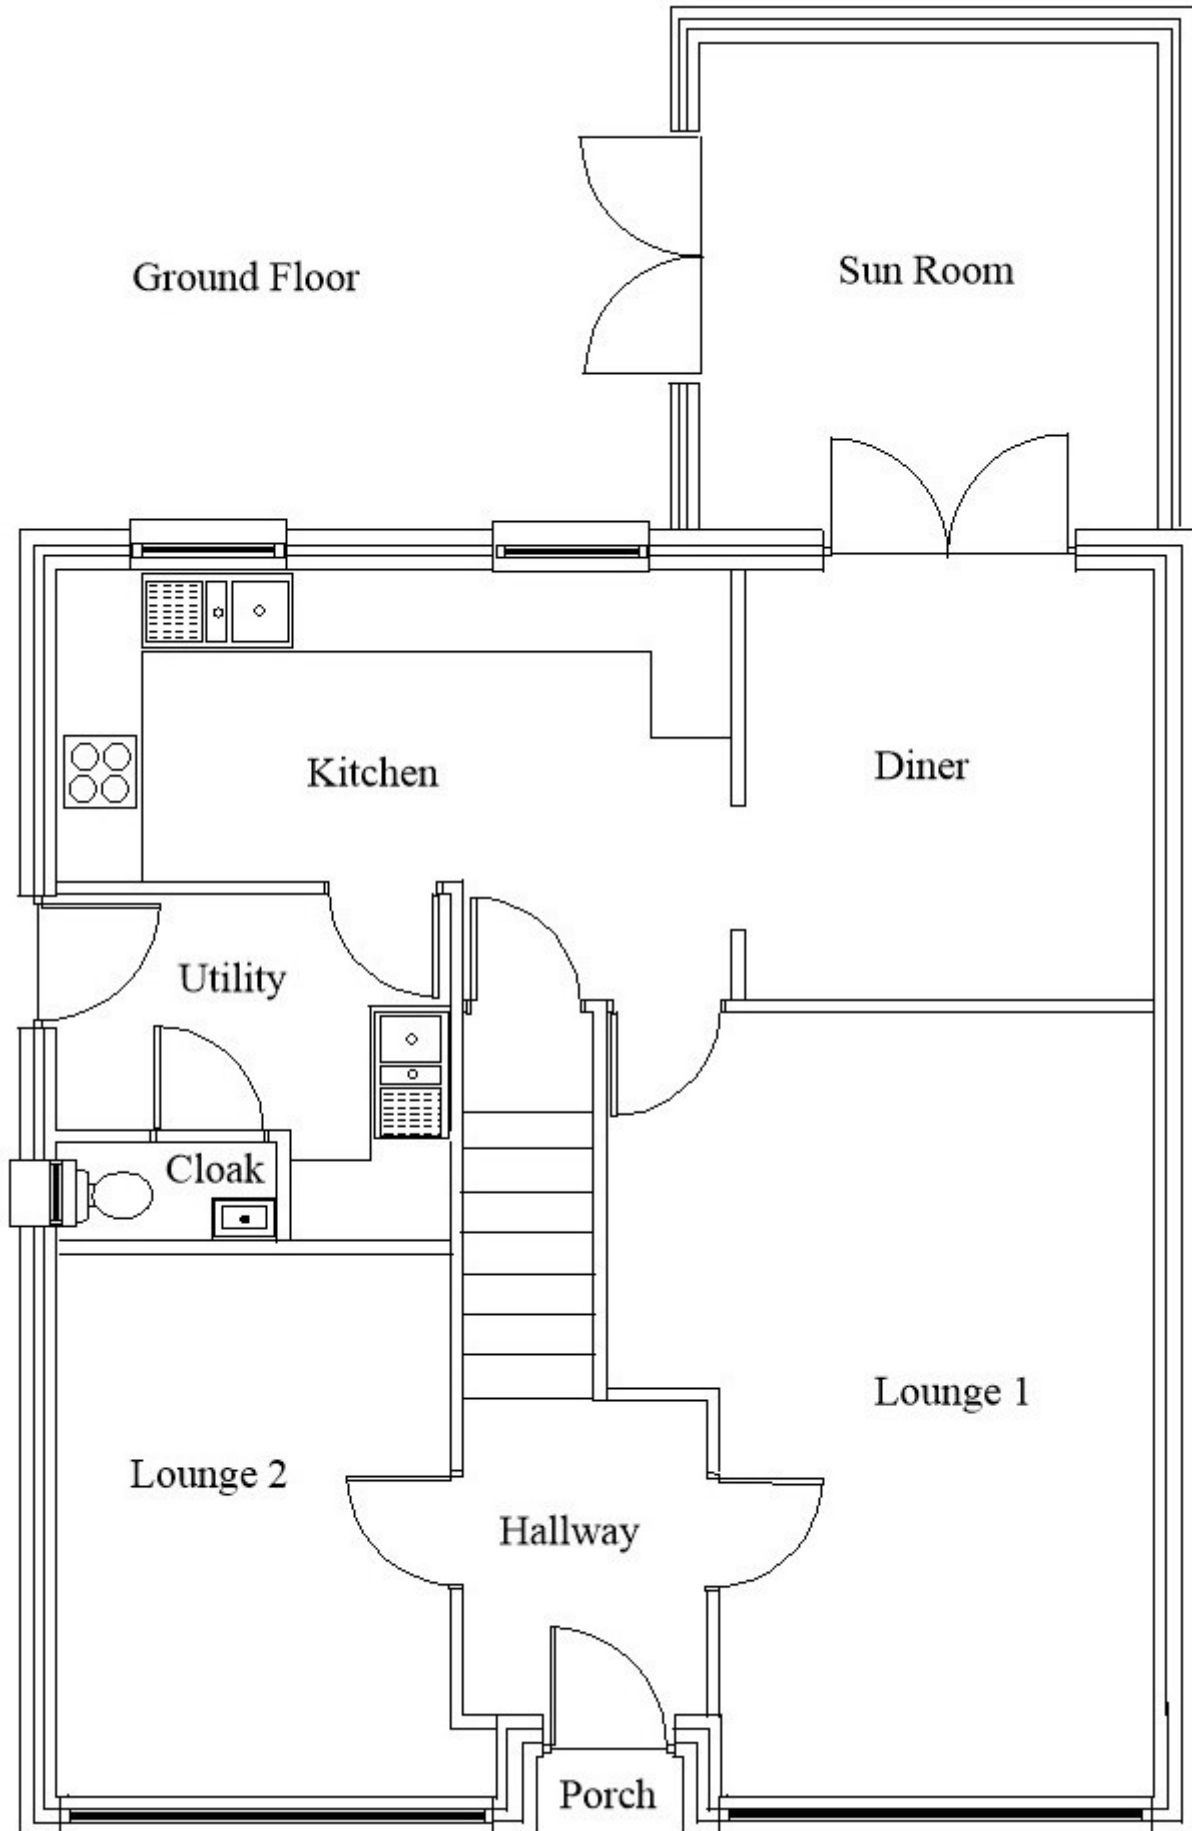 Ground Floor
Sun Room
Kitchen
Diner
Utility
Cloak
Lounge 1
Lounge 2
Hallway
Porch